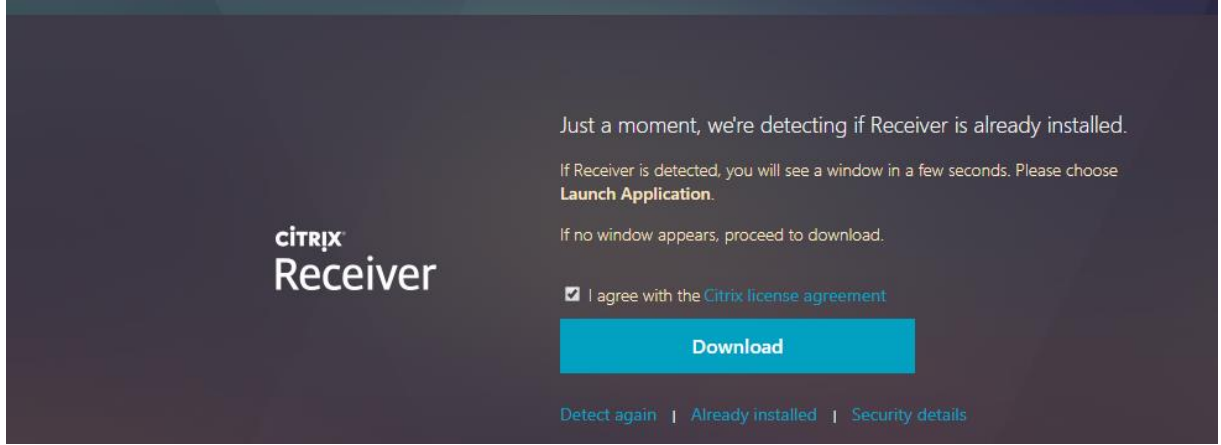 Just a moment, we're detecting if Receiver is already installed.
If Receiver is detected, you will see a window in a few seconds. Please choose
Launch Application.
If no window appears, proceed to download.
CİTRIX
Receiver
I agree with the Citrix license agreement
Download
Detect again | Already installed | Security details